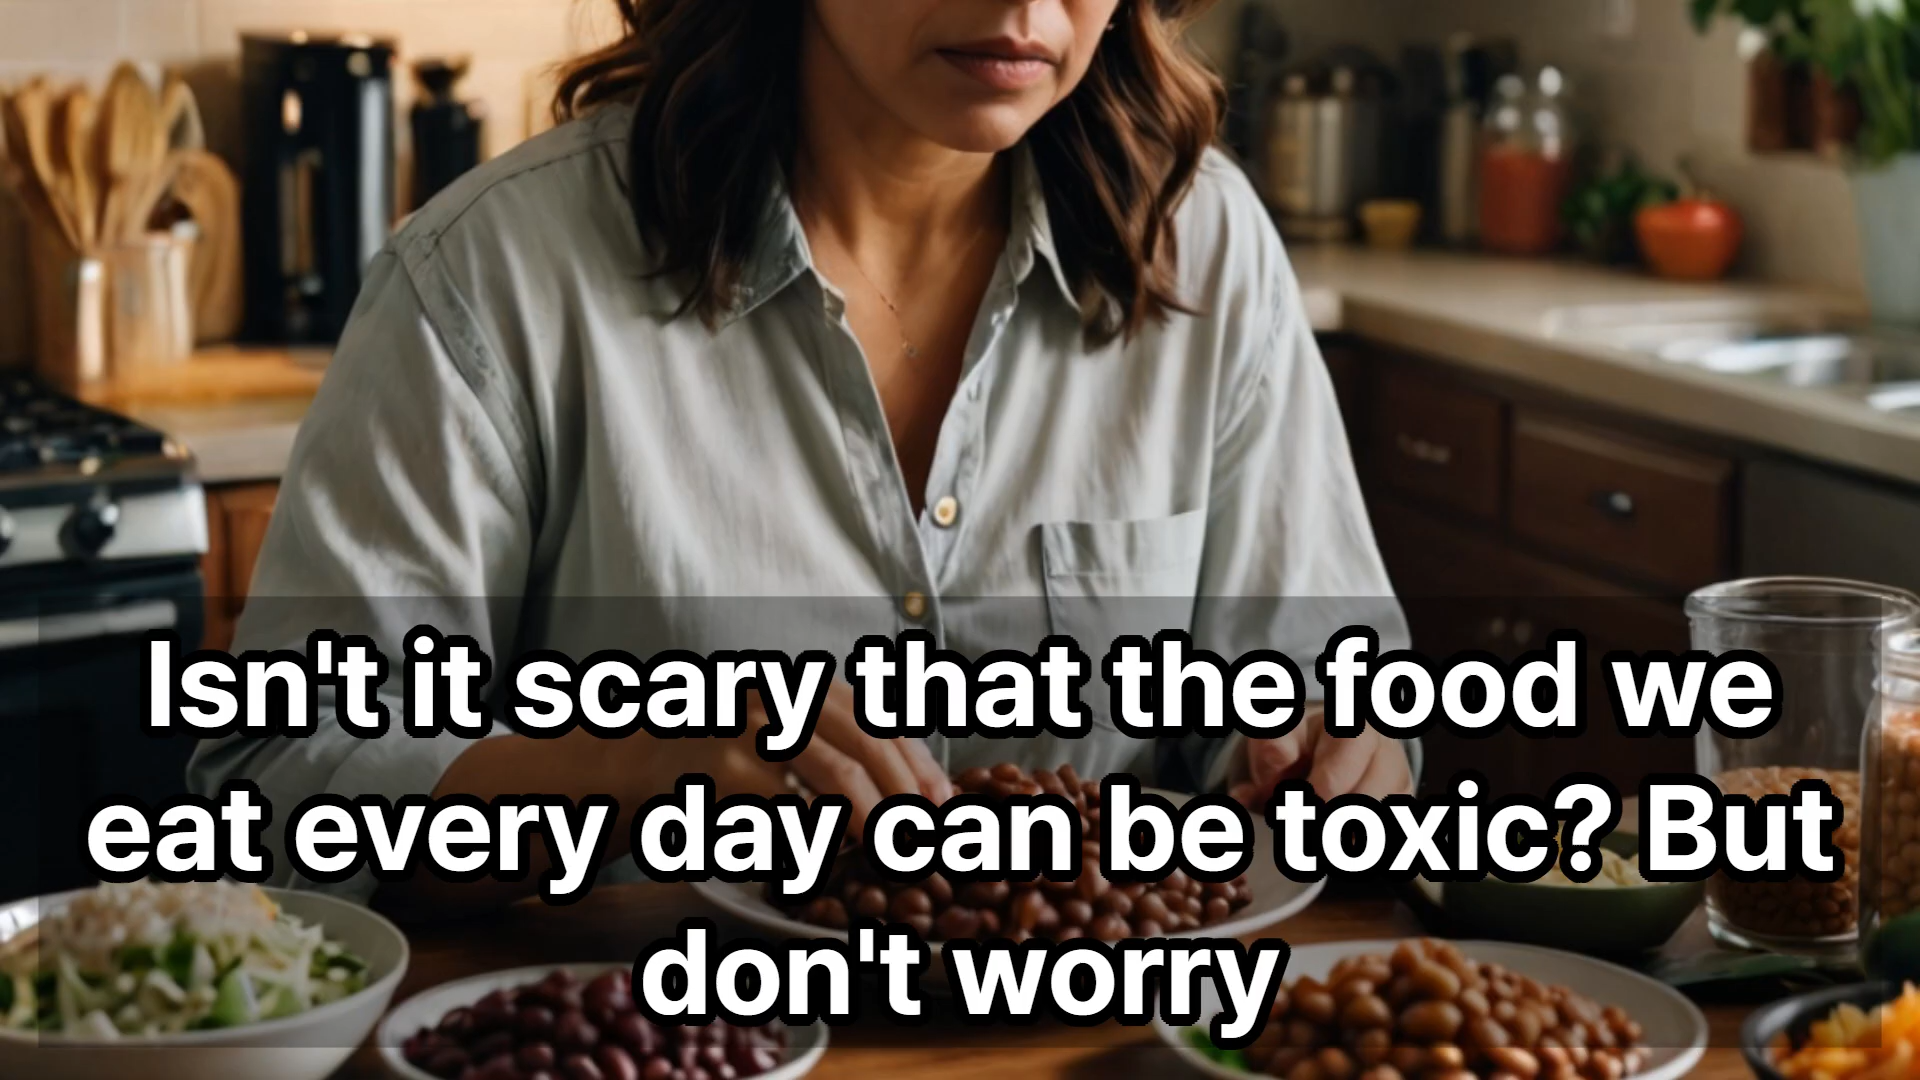 Isn't it scary that the food we
eat every day can be toxic? But
don't worry